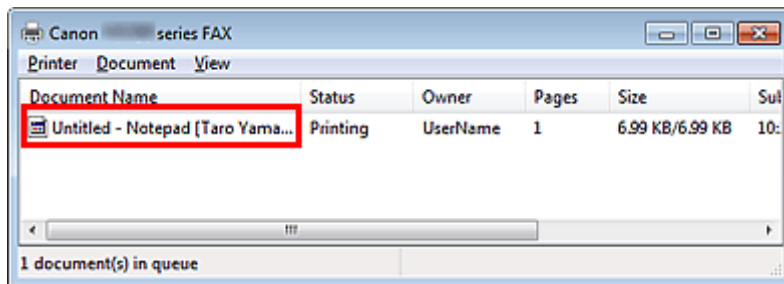 Canon series FAX
Printer Document View
Document Name Status Owner Pages Size
Untitled - Notepad [Taro Yama... Printing UserName 1 6.99 KB/6.99 KB 10:
1 document(s) in queue